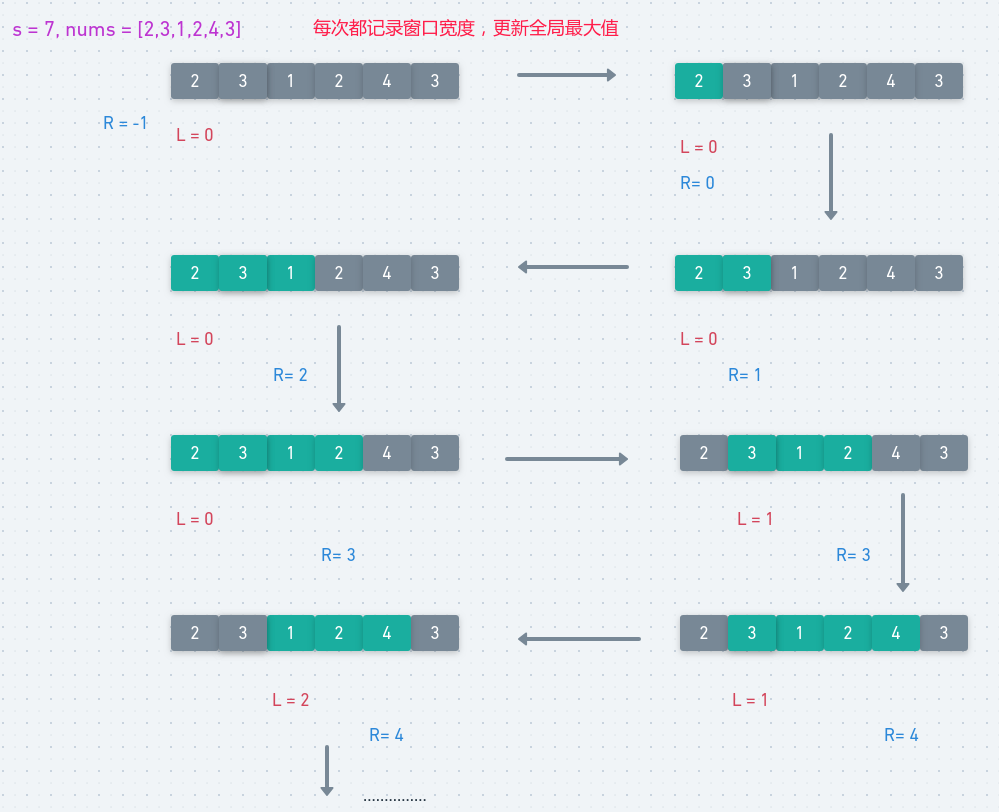 s = 7, nums = [2,3,1,2,4,3]
每次都记录窗口宽度，更新全局最大值
2 3 1 2 4 3
R = -1
L = 0
2 3 1 2 4 3
L = 0
R= 0
2 3 1 2 4 3
L = 0
R= 1
2 3 1 2 4 3
L = 0
R= 2
2 3 1 2 4 3
L = 0
R= 3
2 3 1 2 4 3
L = 1
R= 3
2 3 1 2 4 3
L = 1
R= 4
2 3 1 2 4 3
L = 2
R= 4
...............